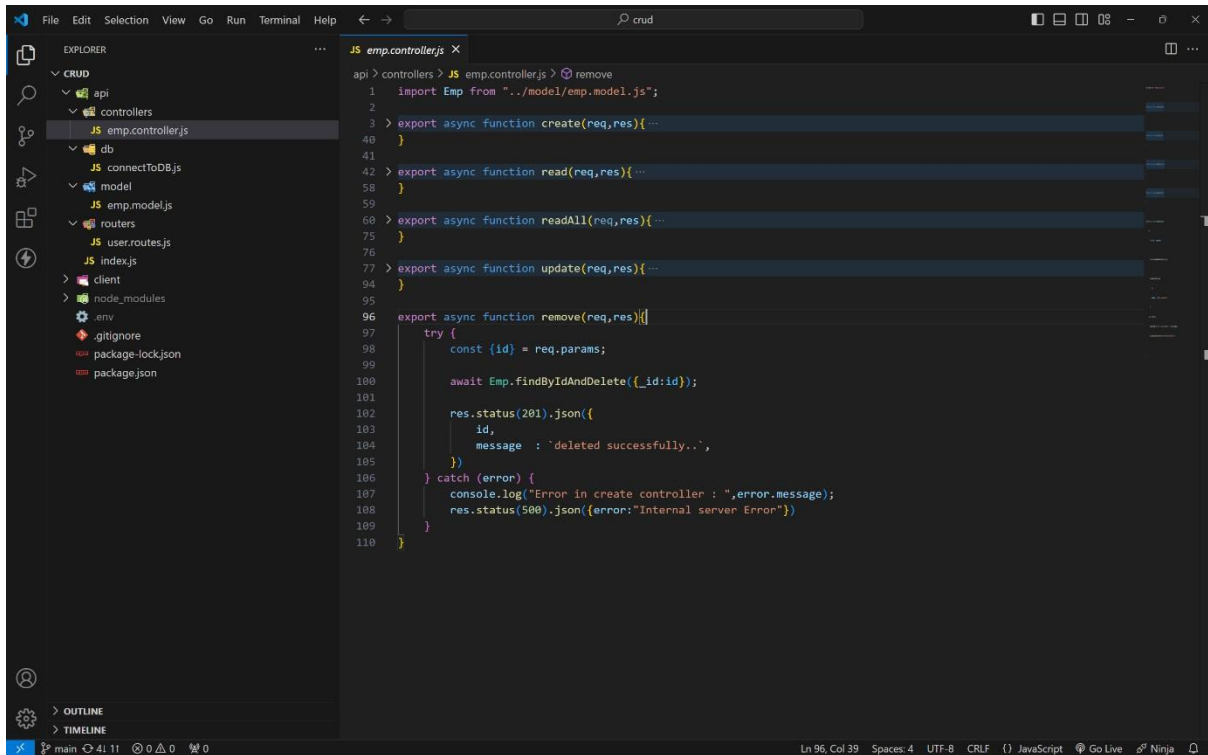 File Edit Selection View Go Run Terminal Help ← → crud
EXPLORER ...
CRUD
api
controllers
JS emp.controller.js
db
JS connectToDB.js
model
JS emp.model.js
routers
JS user.routes.js
JS index.js
client
node_modules
.env
.gitignore
package-lock.json
package.json
OUTLINE
TIMELINE
JS emp.controller.js ×
api > controllers > JS emp.controller.js > remove
1 import Emp from "../model/emp.model.js";
2
3 > export async function create(req,res){ ...
40 }
41
42 > export async function read(req,res){ ...
58 }
59
60 > export async function readAll(req,res){ ...
75 }
76
77 > export async function update(req,res){ ...
94 }
95
96 export async function remove(req,res){
97 try {
98 const {id} = req.params;
99
100 await Emp.findByIdAndDelete({_id:id});
101
102 res.status(201).json({
103 id,
104 message : `deleted successfully..`,
105 })
106 } catch (error) {
107 console.log("Error in create controller : ",error.message);
108 res.status(500).json({error:"Internal server Error"})
109 }
110 }
main 4↓ 1↑ 0 0 0 Ln 96, Col 39 Spaces: 4 UTF-8 CRLF {} JavaScript Go Live Ninja